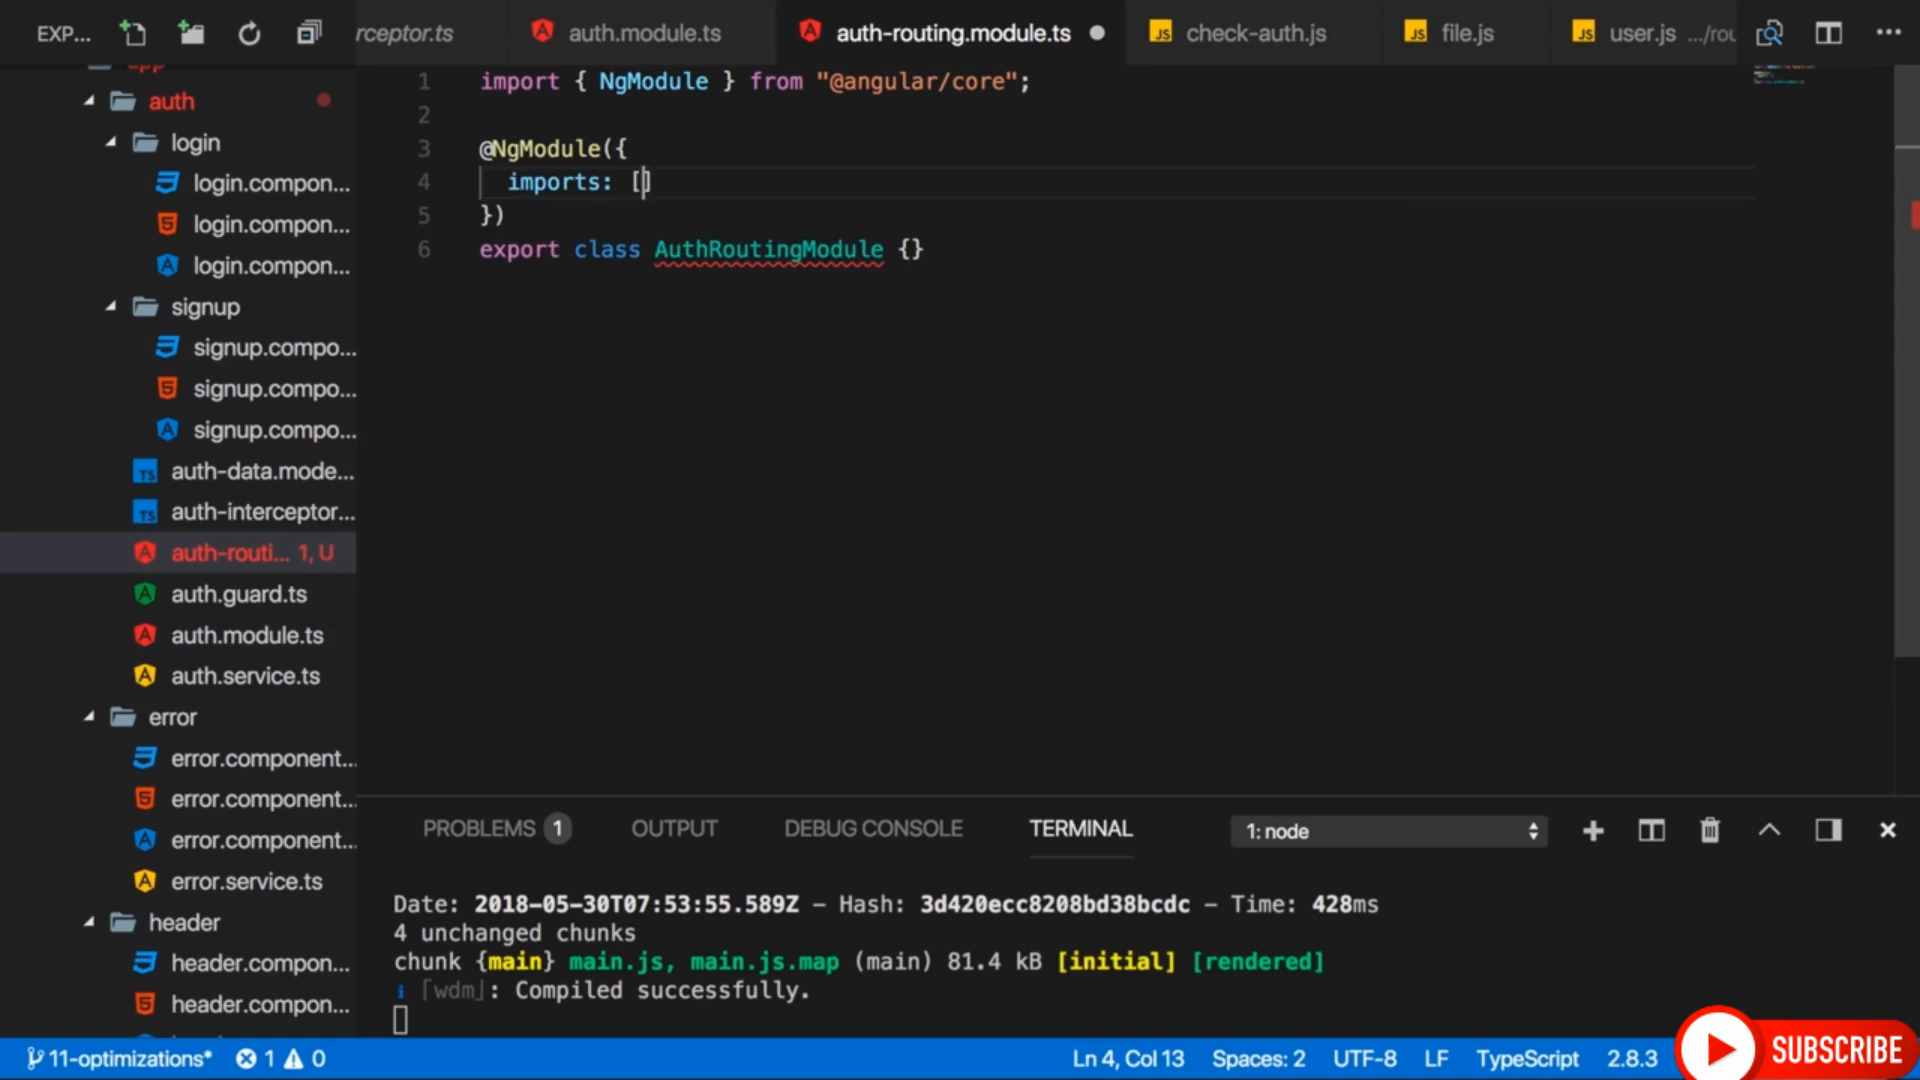 EXP...
rceptor.ts
auth.module.ts
auth-routing.module.ts
check-auth.js
file.js
user.js .../rou
app
auth
login
login.compon...
login.compon...
login.compon...
signup
signup.compo...
signup.compo...
signup.compo...
auth-data.mode...
auth-interceptor...
auth-routi... 1, U
auth.guard.ts
auth.module.ts
auth.service.ts
error
error.component...
error.component...
error.component...
error.service.ts
header
header.compon...
header.compon...
1 import { NgModule } from "@angular/core";
2
3 @NgModule({
4 imports: []
5 })
6 export class AuthRoutingModule {}
PROBLEMS 1 OUTPUT DEBUG CONSOLE TERMINAL 1: node
Date: 2018-05-30T07:53:55.589Z - Hash: 3d420ecc8208bd38bcdc - Time: 428ms
4 unchanged chunks
chunk {main} main.js, main.js.map (main) 81.4 kB [initial] [rendered]
i ｢wdm｣: Compiled successfully.
11-optimizations* 1 0 Ln 4, Col 13 Spaces: 2 UTF-8 LF TypeScript 2.8.3
SUBSCRIBE